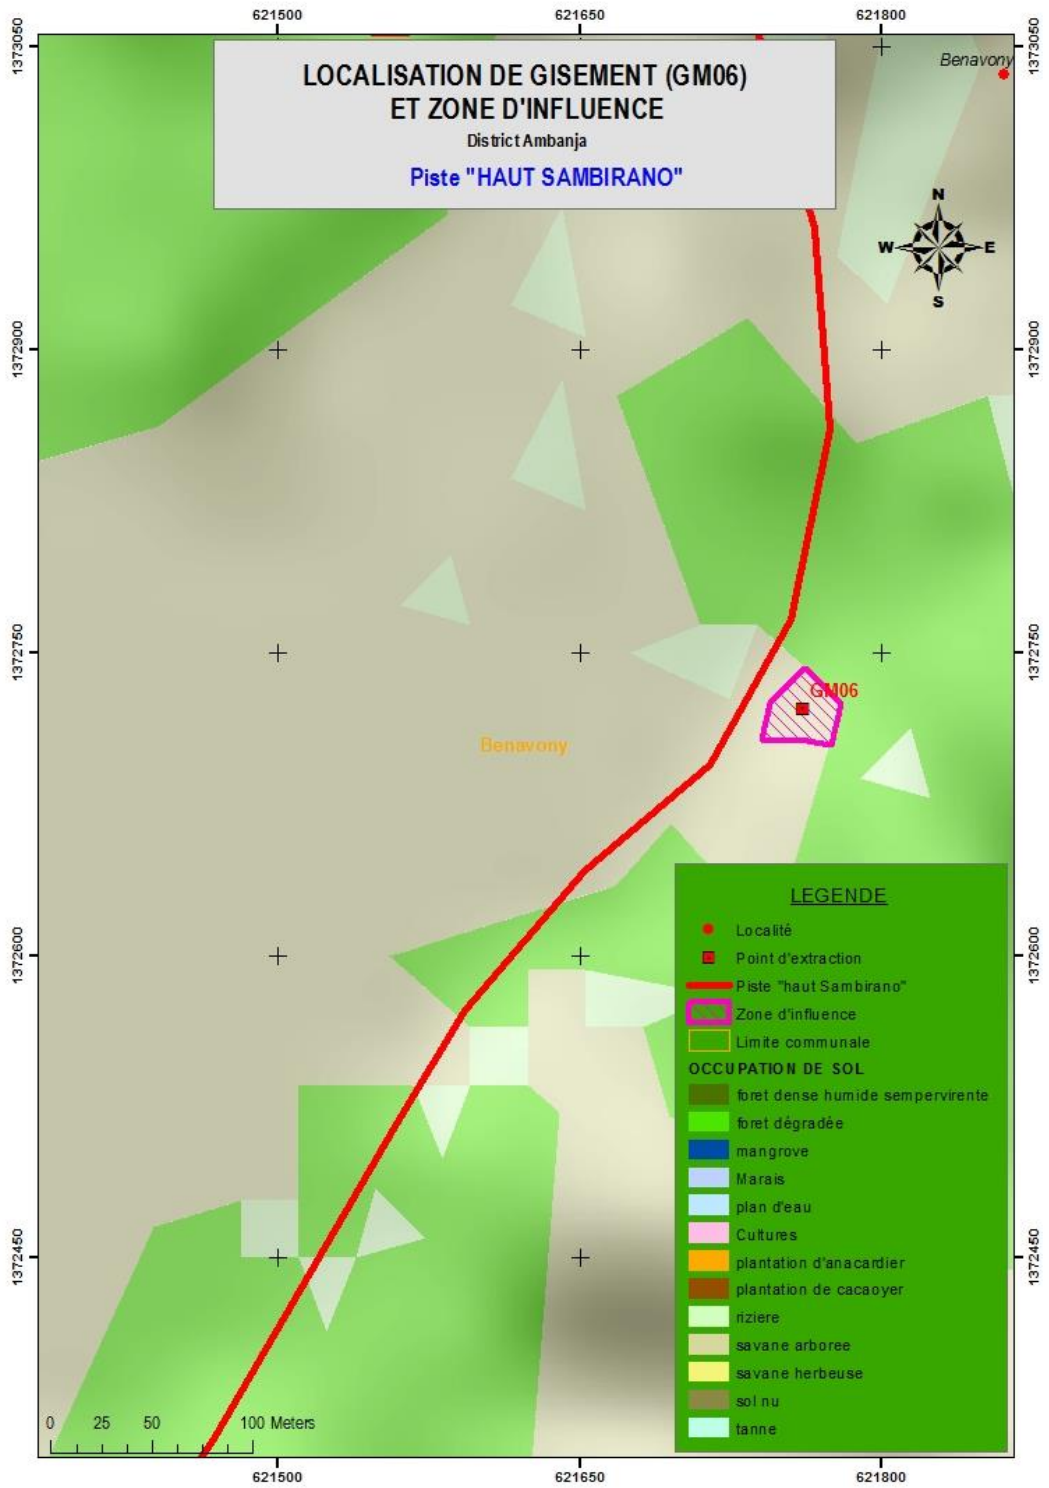 621500 621650 621800
1373050 1373050
LOCALISATION DE GISEMENT (GM06)
ET ZONE D'INFLUENCE
District Ambanja
Piste "HAUT SAMBIRANO"
Benavony
N
W E
S
1372900 1372900
1372750 1372750
GM06
Benavony
LEGENDE
Localité
Point d'extraction
Piste "haut Sambirano"
Zone d'influence
Limite communale
OCCUPATION DE SOL
foret dense humide sempervirente
foret dégradée
mangrove
Marais
plan d'eau
Cultures
plantation d'anacardier
plantation de cacaoyer
riziere
savane arboree
savane herbeuse
sol nu
tanne
1372600 1372600
1372450 1372450
0 25 50 100 Meters
621500 621650 621800